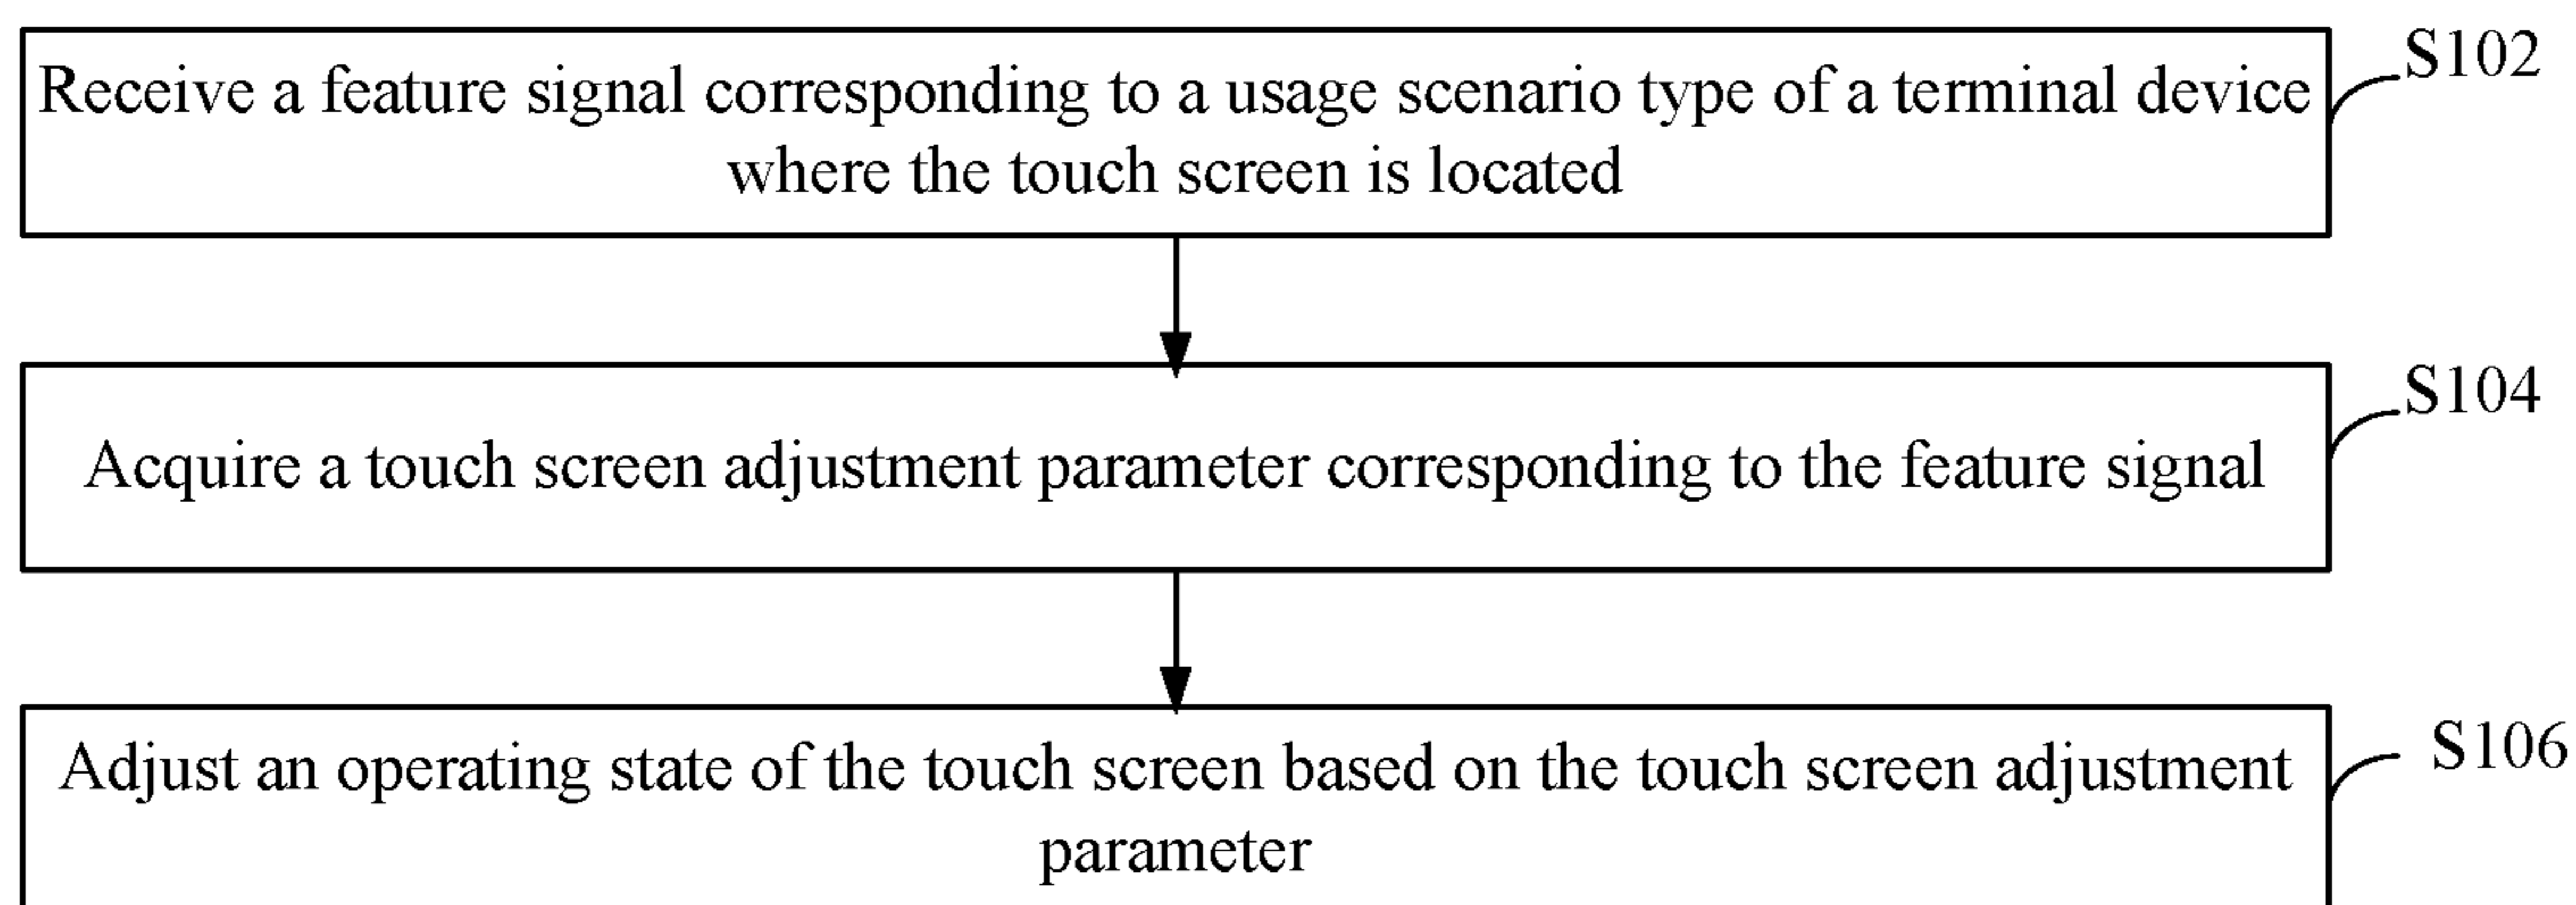 Receive a feature signal corresponding to a usage scenario type of a terminal device
where the touch screen is located
S102
Acquire a touch screen adjustment parameter corresponding to the feature signal
S104
Adjust an operating state of the touch screen based on the touch screen adjustment
parameter
S106